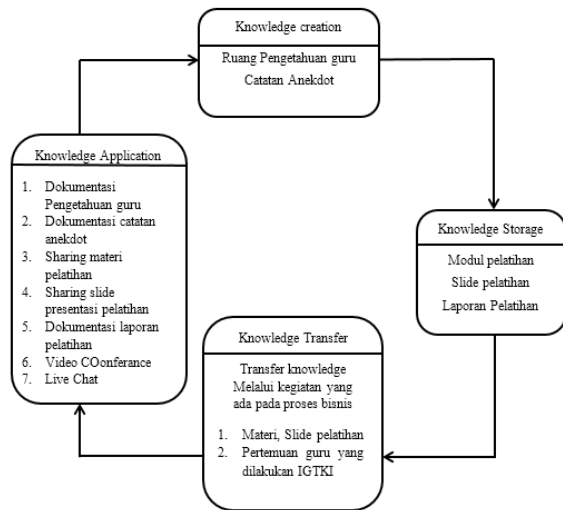 Knowledge creation
Ruang Pengetahuan guru
Catatan Anekdot
Knowledge Storage
Modul pelatihan
Slide pelatihan
Laporan Pelatihan
Knowledge Transfer
Transfer knowledge
Melalui kegiatan yang
ada pada proses bisnis
1. Materi, Slide pelatihan
2. Pertemuan guru yang
dilakukan IGTKI
Knowledge Application
1. Dokumentasi
Pengetahuan guru
2. Dokumentasi catatan
anekdot
3. Sharing materi
pelatihan
4. Sharing slide
presentasi pelatihan
5. Dokumentasi laporan
pelatihan
6. Video COonferance
7. Live Chat